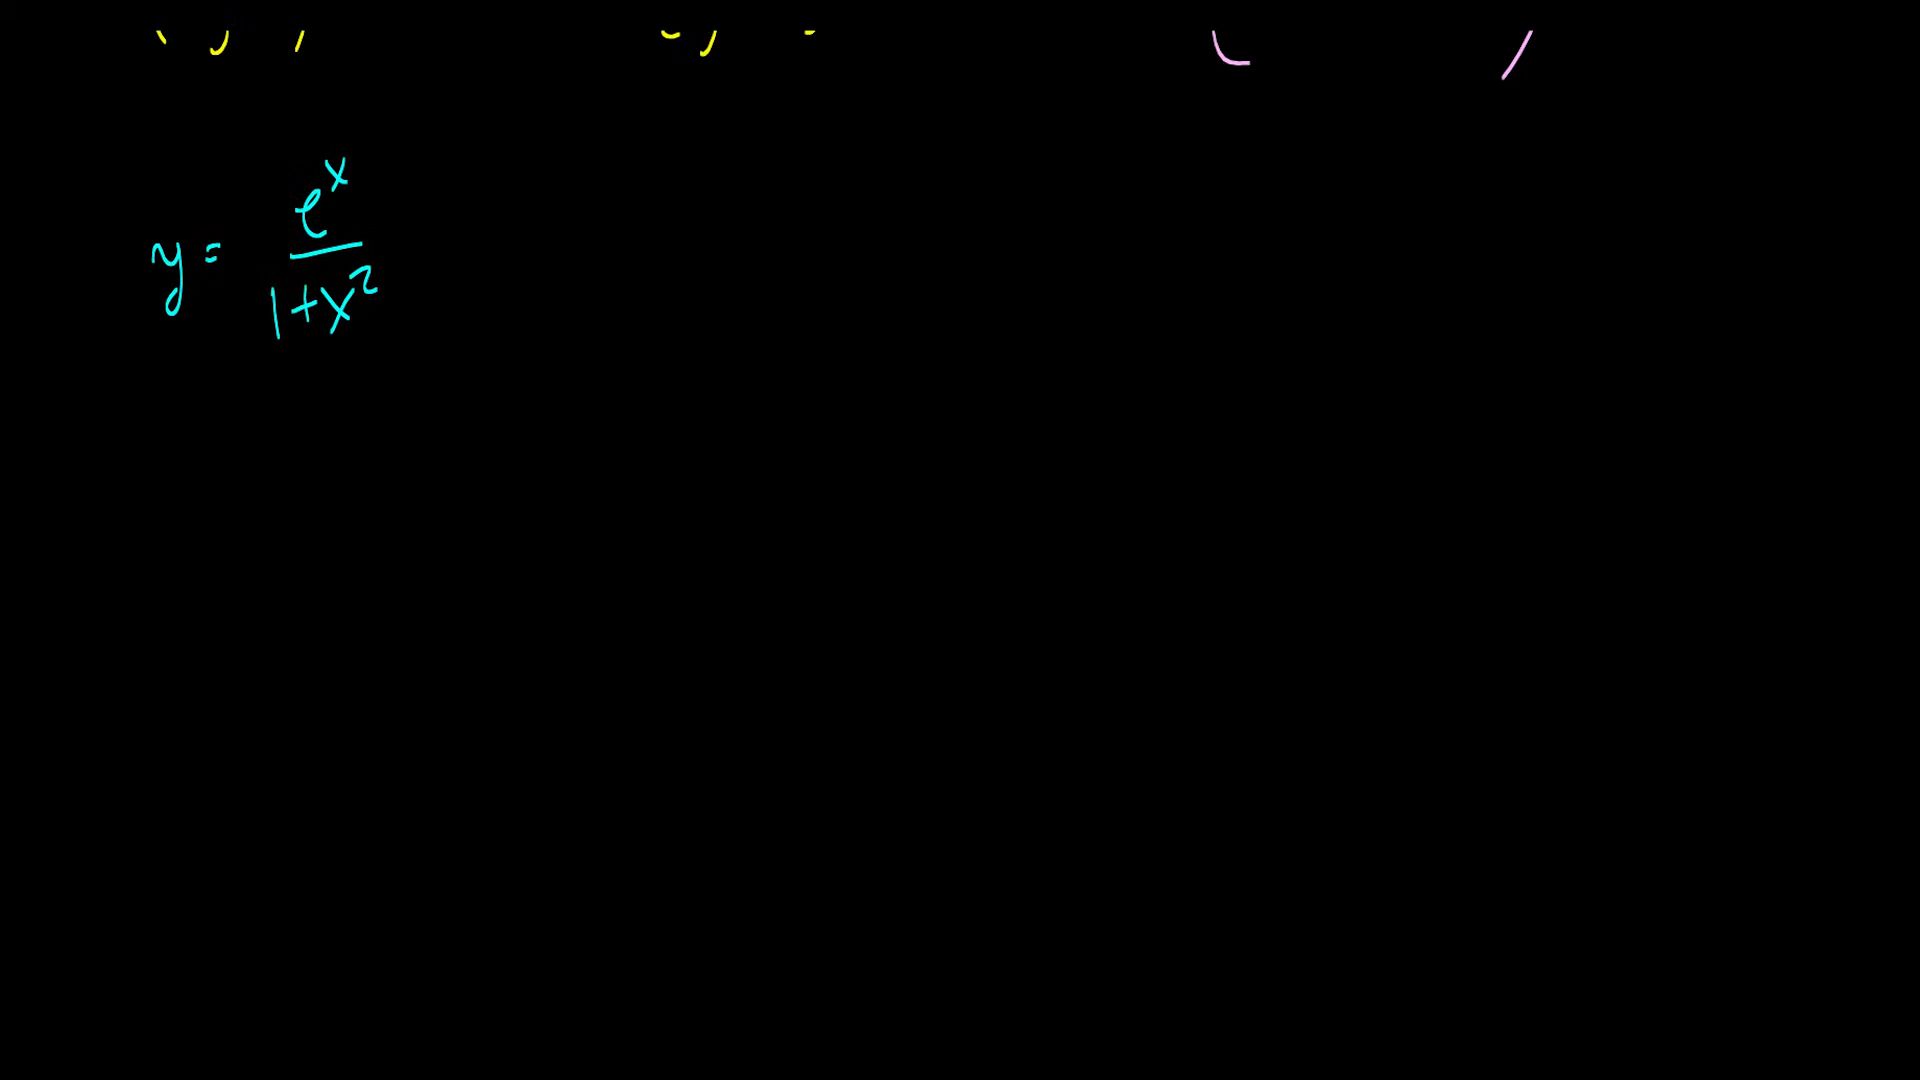 y = e^x / 1+x^2